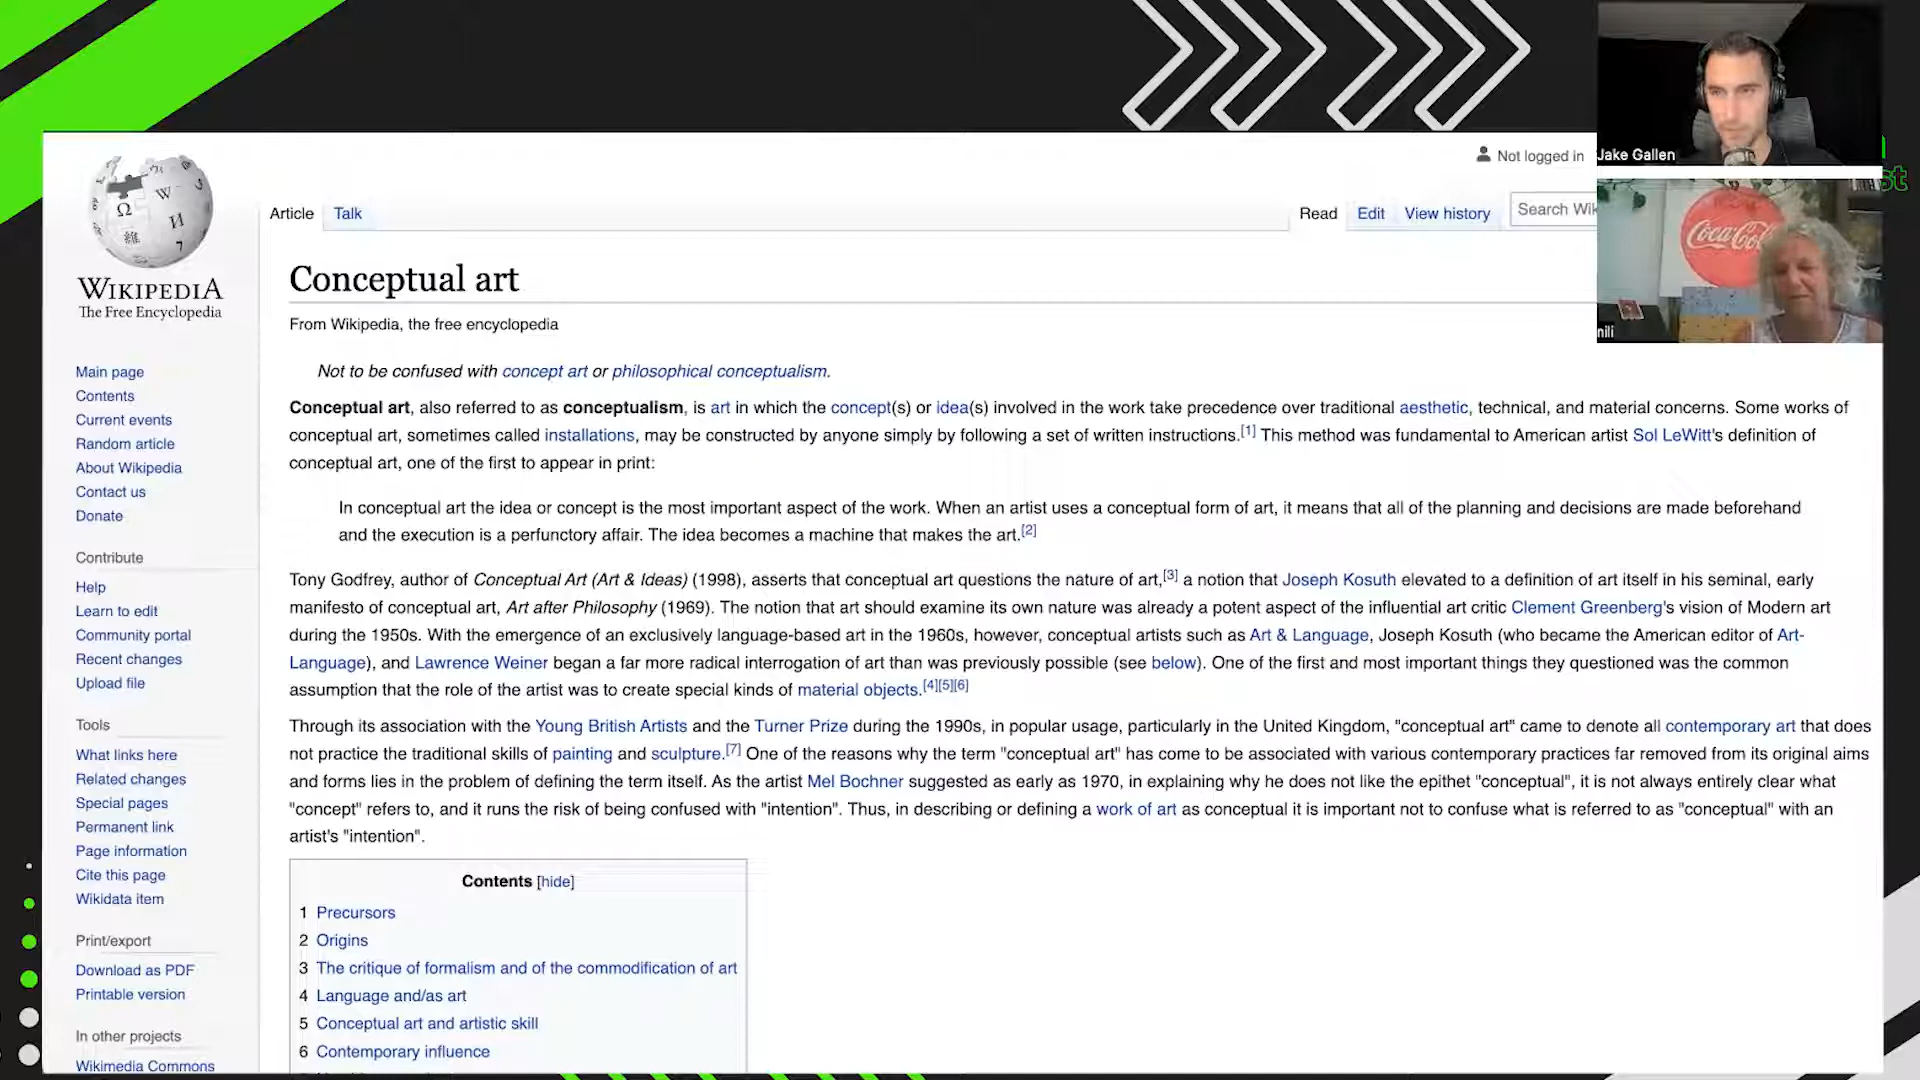 Not logged in
Jake Gallen
st
Article
Talk
Read
Edit
View history
Search Wik
Coca-Col
nili
WIKIPEDIA
The Free Encyclopedia
Conceptual art
From Wikipedia, the free encyclopedia
Not to be confused with concept art or philosophical conceptualism.
Conceptual art, also referred to as conceptualism, is art in which the concept(s) or idea(s) involved in the work take precedence over traditional aesthetic, technical, and material concerns. Some works of
conceptual art, sometimes called installations, may be constructed by anyone simply by following a set of written instructions.[1] This method was fundamental to American artist Sol LeWitt's definition of
conceptual art, one of the first to appear in print:
In conceptual art the idea or concept is the most important aspect of the work. When an artist uses a conceptual form of art, it means that all of the planning and decisions are made beforehand
and the execution is a perfunctory affair. The idea becomes a machine that makes the art.[2]
Tony Godfrey, author of Conceptual Art (Art & Ideas) (1998), asserts that conceptual art questions the nature of art,[3] a notion that Joseph Kosuth elevated to a definition of art itself in his seminal, early
manifesto of conceptual art, Art after Philosophy (1969). The notion that art should examine its own nature was already a potent aspect of the influential art critic Clement Greenberg's vision of Modern art
during the 1950s. With the emergence of an exclusively language-based art in the 1960s, however, conceptual artists such as Art & Language, Joseph Kosuth (who became the American editor of Art-
Language), and Lawrence Weiner began a far more radical interrogation of art than was previously possible (see below). One of the first and most important things they questioned was the common
assumption that the role of the artist was to create special kinds of material objects.[4][5][6]
Through its association with the Young British Artists and the Turner Prize during the 1990s, in popular usage, particularly in the United Kingdom, "conceptual art" came to denote all contemporary art that does
not practice the traditional skills of painting and sculpture.[7] One of the reasons why the term "conceptual art" has come to be associated with various contemporary practices far removed from its original aims
and forms lies in the problem of defining the term itself. As the artist Mel Bochner suggested as early as 1970, in explaining why he does not like the epithet "conceptual", it is not always entirely clear what
"concept" refers to, and it runs the risk of being confused with "intention". Thus, in describing or defining a work of art as conceptual it is important not to confuse what is referred to as "conceptual" with an
artist's "intention".
Contents [hide]
1 Precursors
2 Origins
3 The critique of formalism and of the commodification of art
4 Language and/as art
5 Conceptual art and artistic skill
6 Contemporary influence
Main page
Contents
Current events
Random article
About Wikipedia
Contact us
Donate
Contribute
Help
Learn to edit
Community portal
Recent changes
Upload file
Tools
What links here
Related changes
Special pages
Permanent link
Page information
Cite this page
Wikidata item
Print/export
Download as PDF
Printable version
In other projects
Wikimedia Commons